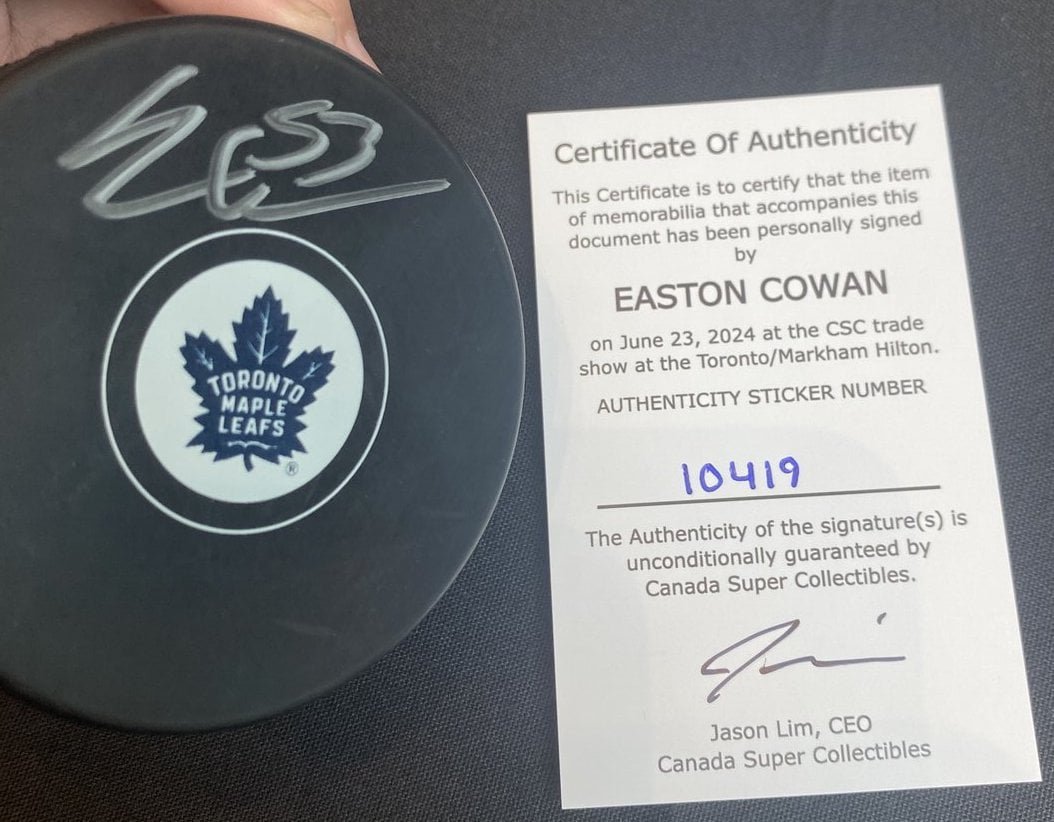 53
TORONTO
MAPLE
LEAFS
®
Certificate Of Authenticity
This Certificate is to certify that the item
of memorabilia that accompanies this
document has been personally signed
by
EASTON COWAN
on June 23, 2024 at the CSC trade
show at the Toronto/Markham Hilton.
AUTHENTICITY STICKER NUMBER
10419
The Authenticity of the signature(s) is
unconditionally guaranteed by
Canada Super Collectibles.
Jason Lim, CEO
Canada Super Collectibles